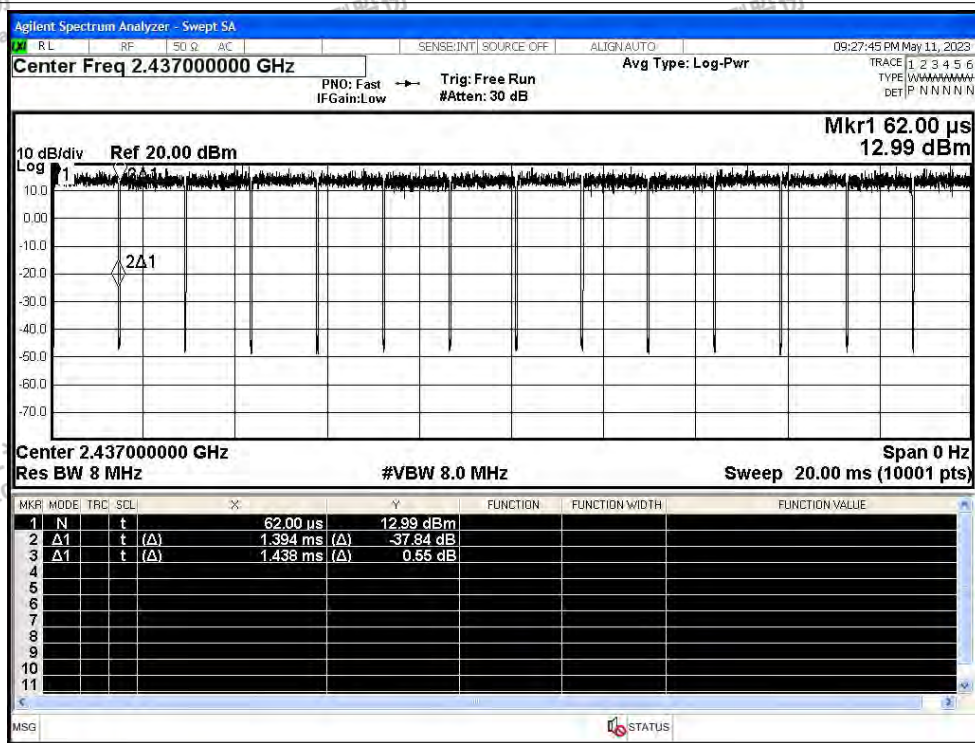 Agilent Spectrum Analyzer - Swept SA
RL RF 50 Ω AC SENSE:INT SOURCE OFF ALIGN AUTO 09:27:45 PM May 11, 2023
Center Freq 2.437000000 GHz
PNO: Fast
IFGain:Low
Trig: Free Run
#Atten: 30 dB
Avg Type: Log-Pwr
TRACE 1 2 3 4 5 6
TYPE
DET P N N N N N
Mkr1 62.00 µs
12.99 dBm
10 dB/div Ref 20.00 dBm
Log
1
10.0
0.00
-10.0
2Δ1
-20.0
-30.0
-40.0
-50.0
-60.0
-70.0
Center 2.437000000 GHz Span 0 Hz
Res BW 8 MHz #VBW 8.0 MHz Sweep 20.00 ms (10001 pts)
MKR MODE TRC SCL X Y FUNCTION FUNCTION WIDTH FUNCTION VALUE
1 N t 62.00 µs 12.99 dBm
2 Δ1 t (Δ) 1.394 ms (Δ) -37.84 dB
3 Δ1 t (Δ) 1.438 ms (Δ) 0.55 dB
4
5
6
7
8
9
10
11
MSG STATUS